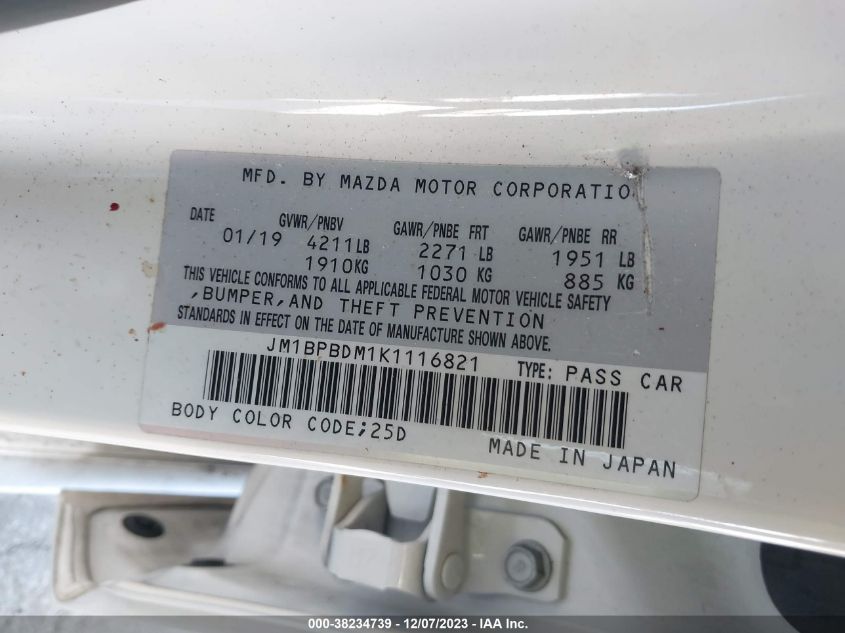 MFD. BY MAZDA MOTOR CORPORATIO
DATE GVWR/PNBV GAWR/PNBE FRT GAWR/PNBE RR
01/19 4211LB 2271 LB 1951 LB
1910KG 1030 KG 885 KG
THIS VEHICLE CONFORMS TO ALL APPLICABLE FEDERAL MOTOR VEHICLE SAFETY
,BUMPER,AND THEFT PREVENTION
STANDARDS IN EFFECT ON THE DATE OF MANUFACTURE SHOWN ABOVE.
JM1BPBDM1K1116821 TYPE: PASS CAR
BODY COLOR CODE;25D
MADE IN JAPAN
000-38234739 - 12/07/2023 - IAA Inc.